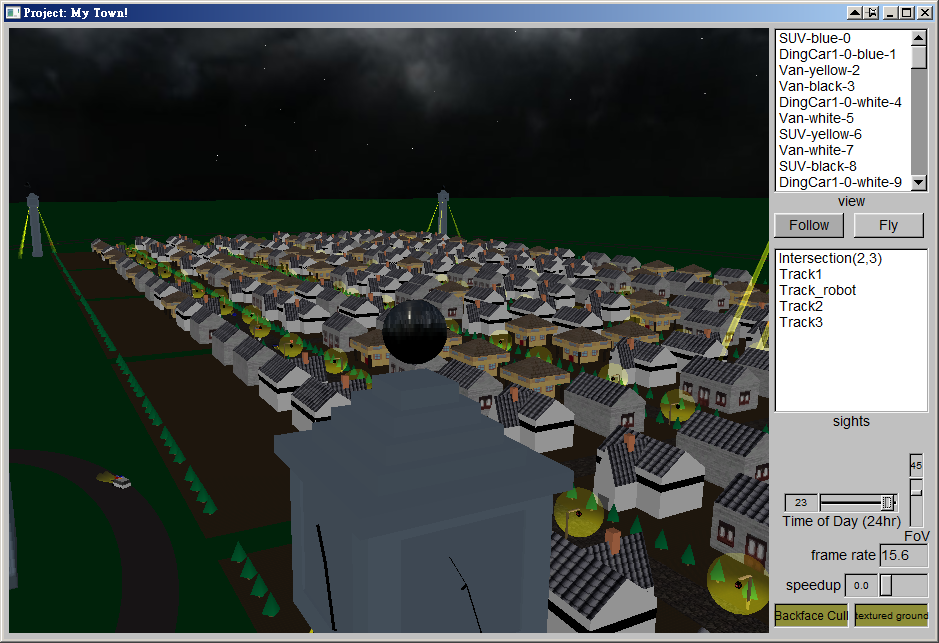 Project: My Town!
SUV-blue-0
DingCar1-0-blue-1
Van-yellow-2
Van-black-3
DingCar1-0-white-4
Van-white-5
SUV-yellow-6
Van-white-7
SUV-black-8
DingCar1-0-white-9
view
Follow
Fly
Intersection(2,3)
Track1
Track_robot
Track2
Track3
sights
45
23
Time of Day (24hr)
FoV
frame rate 15.6
speedup 0.0
Backface Cull
textured ground